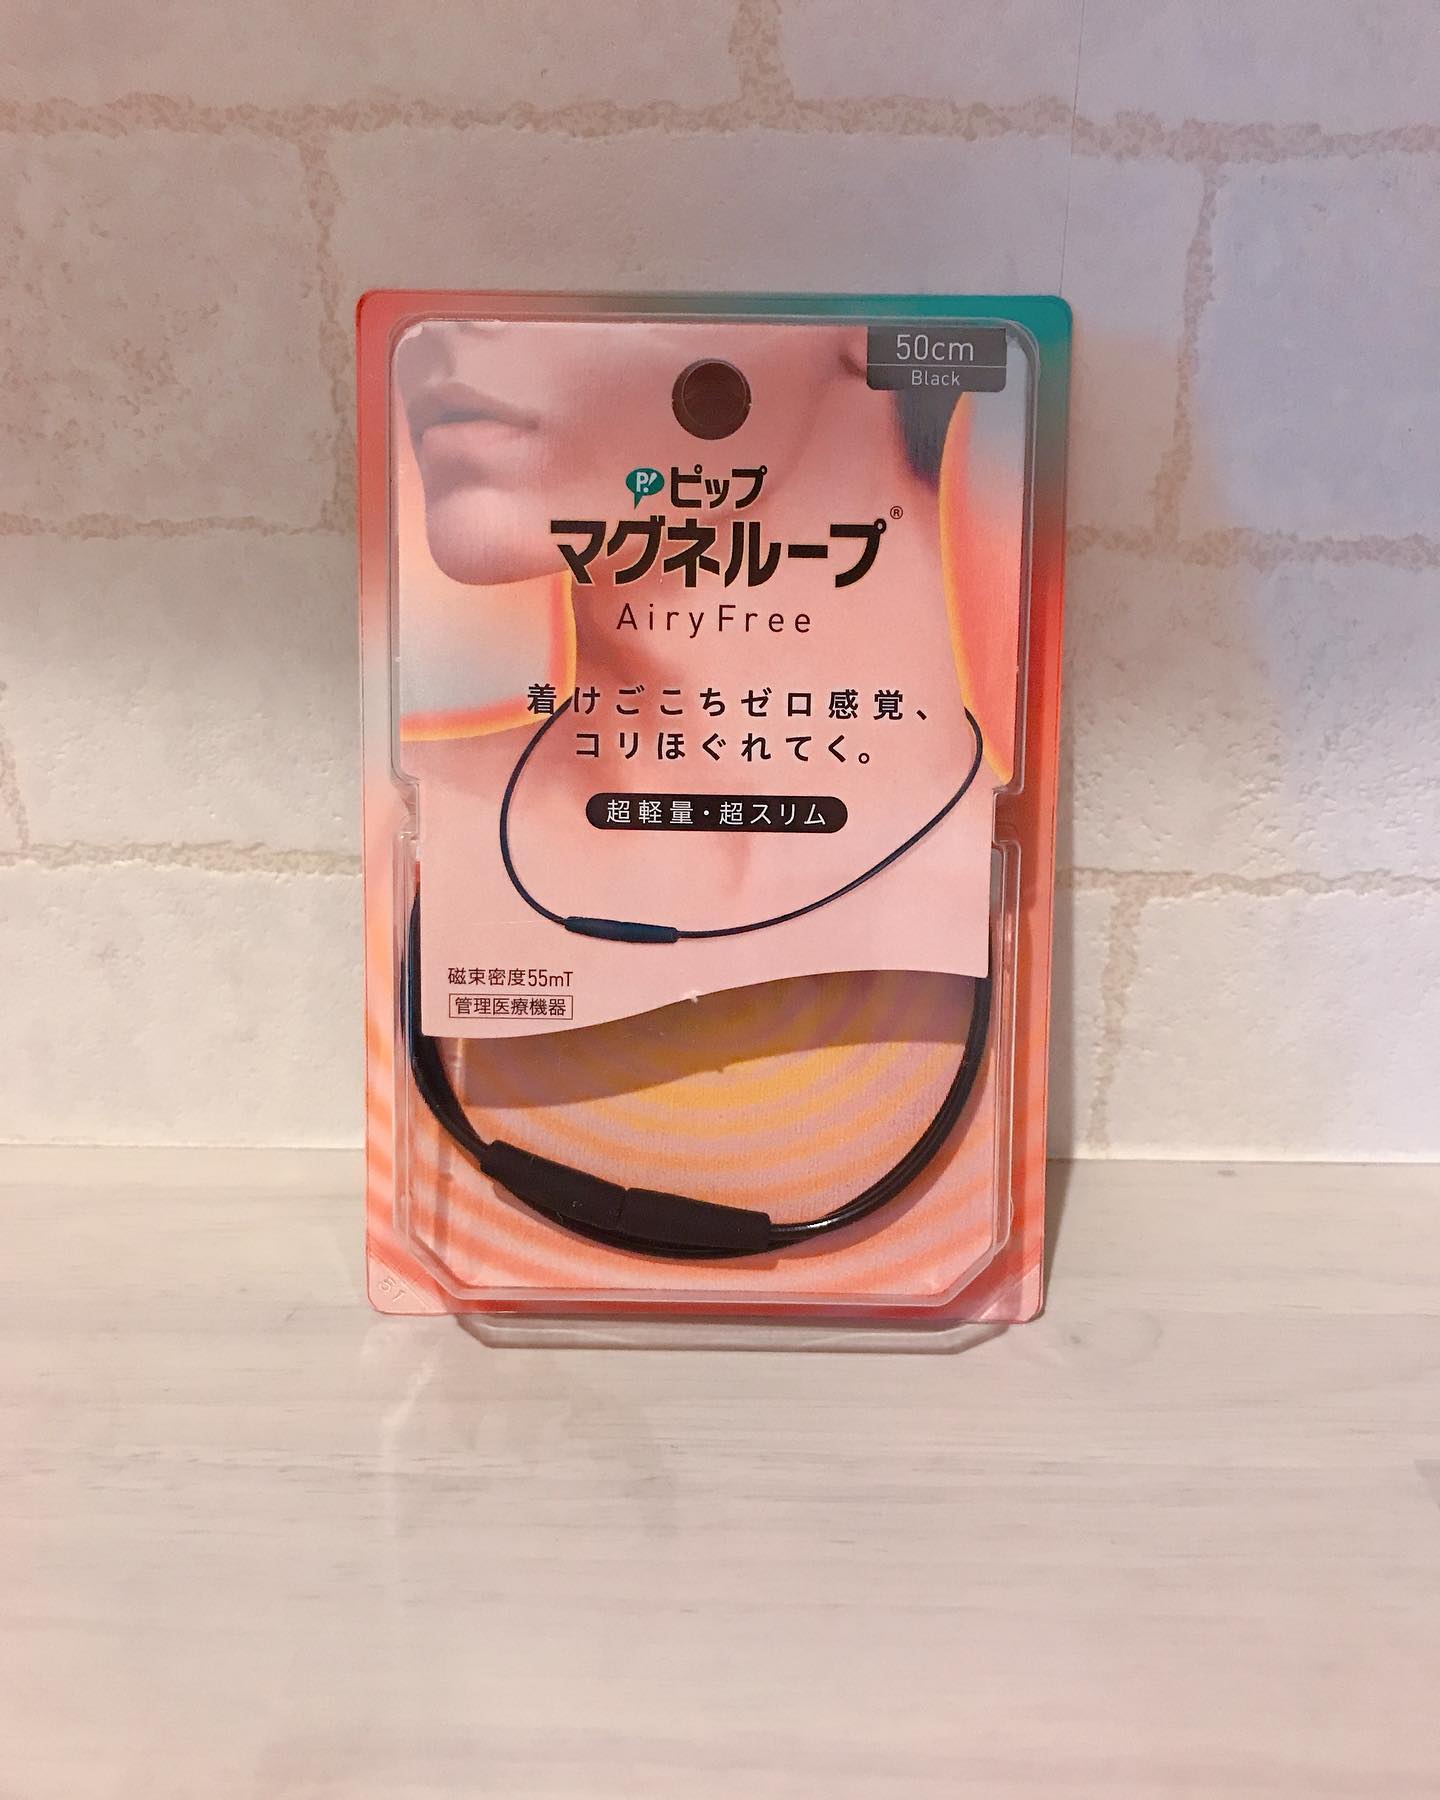 50cm
Black
P! ピップ
マグネループ®
AiryFree
着けごこちゼロ感覚、
コリほぐれてく。
超軽量・超スリム
磁束密度55mT
管理医療機器